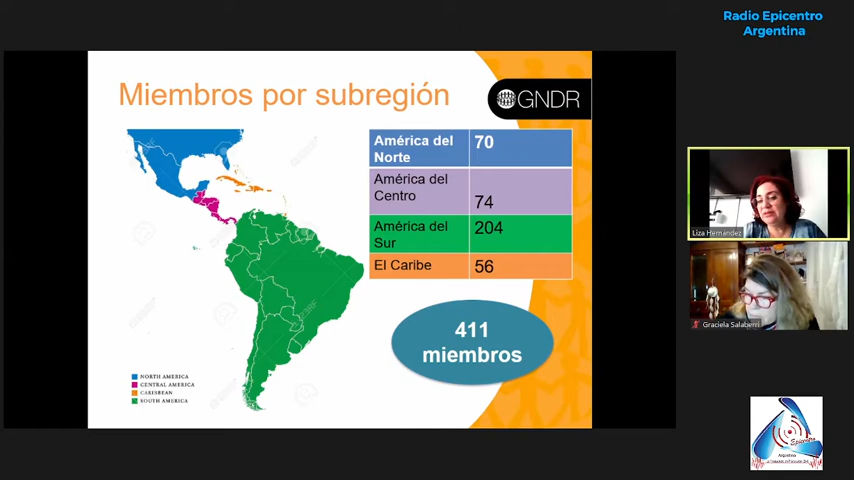 Radio Epicentro
Argentina
Miembros por subregión
GNDR
América del
Norte
70
América del
Centro
74
América del
Sur
204
El Caribe
56
411
miembros
NORTH AMERICA
CENTRAL AMERICA
CARIBBEAN
SOUTH AMERICA
Liza Hernández
Graciela Salaberri
Epicentro
Argentina